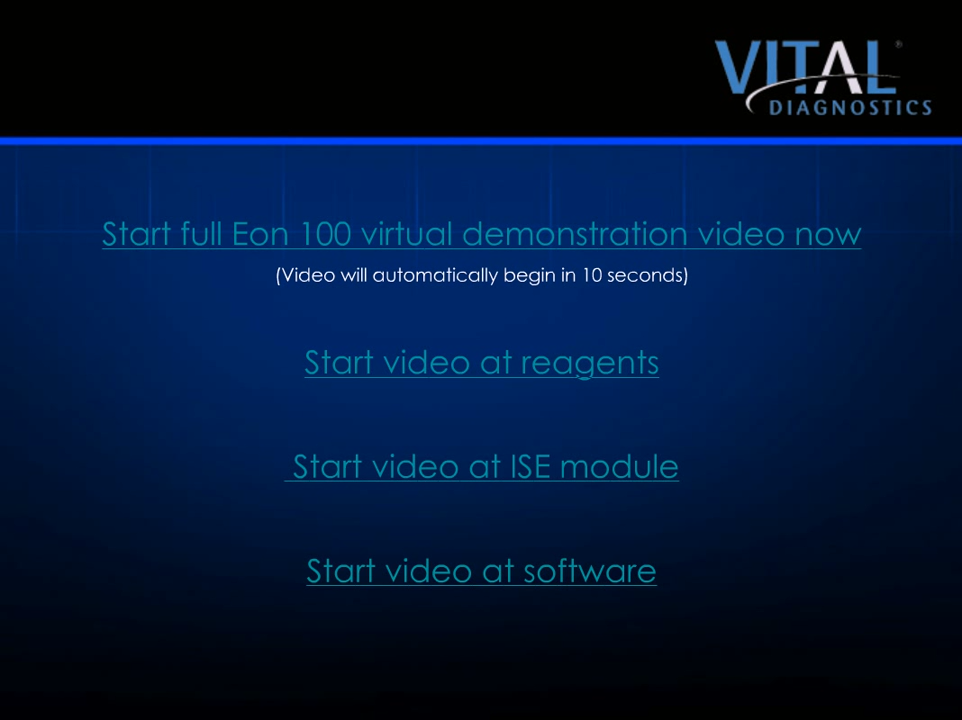 VITAL®
DIAGNOSTICS
Start full Eon 100 virtual demonstration video now
(Video will automatically begin in 10 seconds)
Start video at reagents
Start video at ISE module
Start video at software